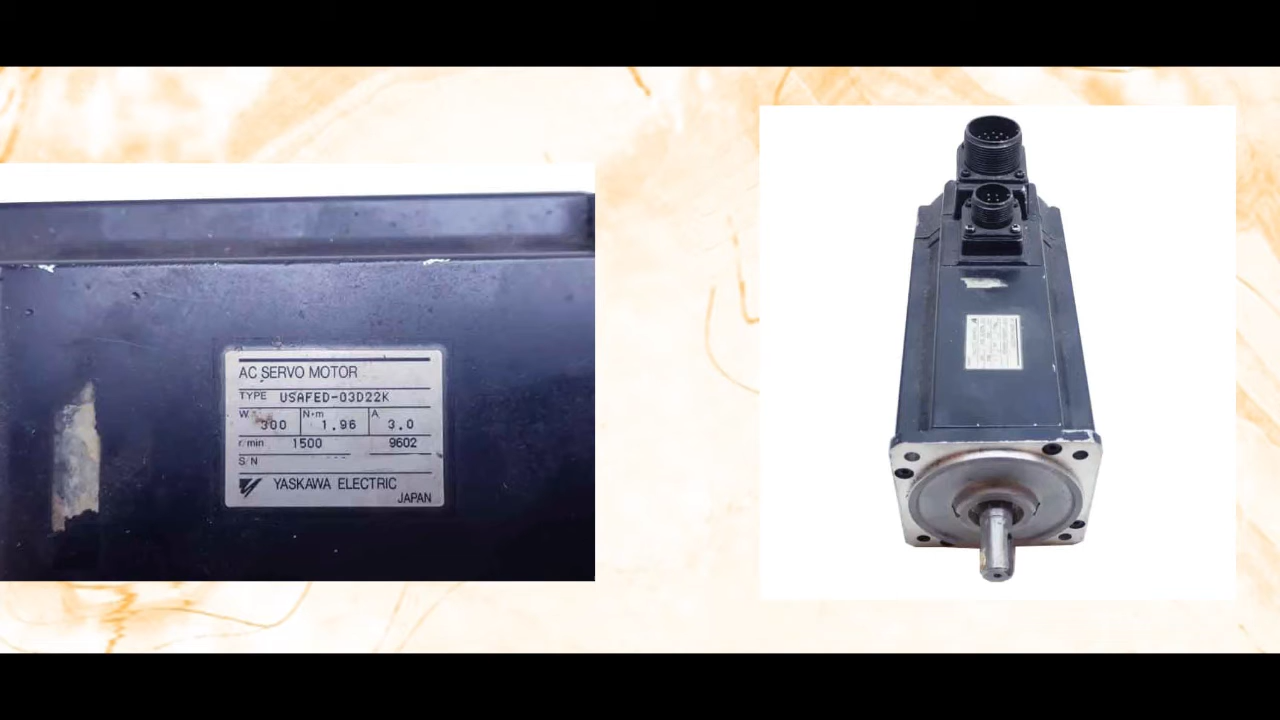 AC SERVO MOTOR
TYPE USAFED-03D22K
W N·m A
300 1.96 3.0
r/min 1500 9602
S/N
YASKAWA ELECTRIC
JAPAN